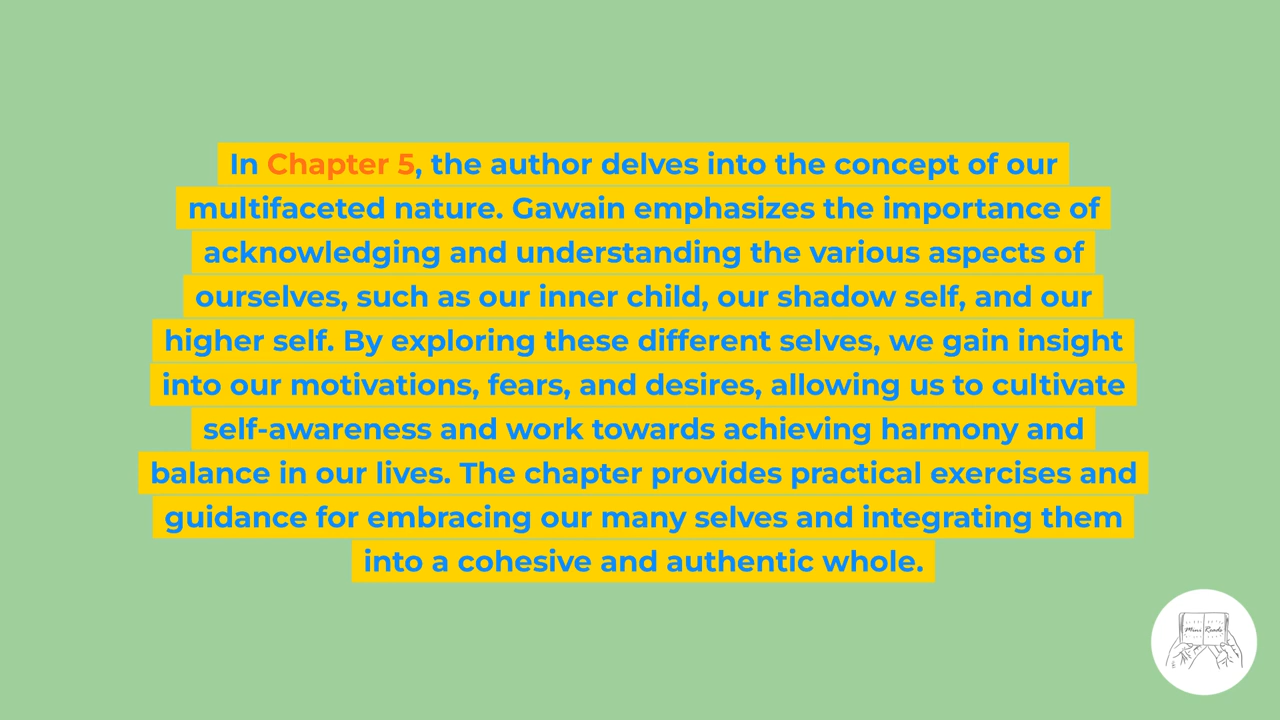 In Chapter 5, the author delves into the concept of our
multifaceted nature. Gawain emphasizes the importance of
acknowledging and understanding the various aspects of
ourselves, such as our inner child, our shadow self, and our
higher self. By exploring these different selves, we gain insight
into our motivations, fears, and desires, allowing us to cultivate
self-awareness and work towards achieving harmony and
balance in our lives. The chapter provides practical exercises and
guidance for embracing our many selves and integrating them
into a cohesive and authentic whole.
Mini Reads